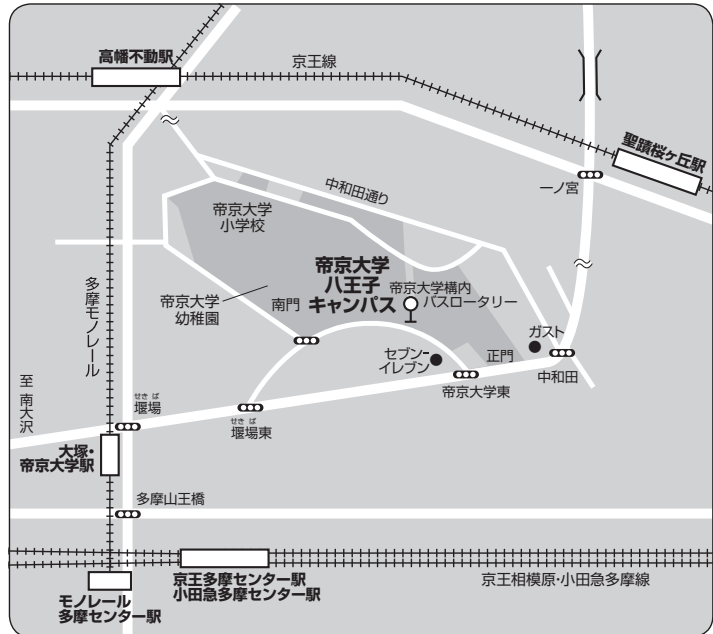 高幡不動駅
京王線
聖蹟桜ヶ丘駅
一ノ宮
中和田通り
帝京大学
小学校
帝京大学
八王子
キャンパス
帝京大学構内
バスロータリー
帝京大学
幼稚園
南門
多摩モノレール
ガスト
セブン-
イレブン
正門
中和田
帝京大学東
至 南大沢
せき ば
堰場
せき ば
堰場東
大塚・
帝京大学駅
多摩山王橋
京王多摩センター駅
小田急多摩センター駅
京王相模原・小田急多摩線
モノレール
多摩センター駅